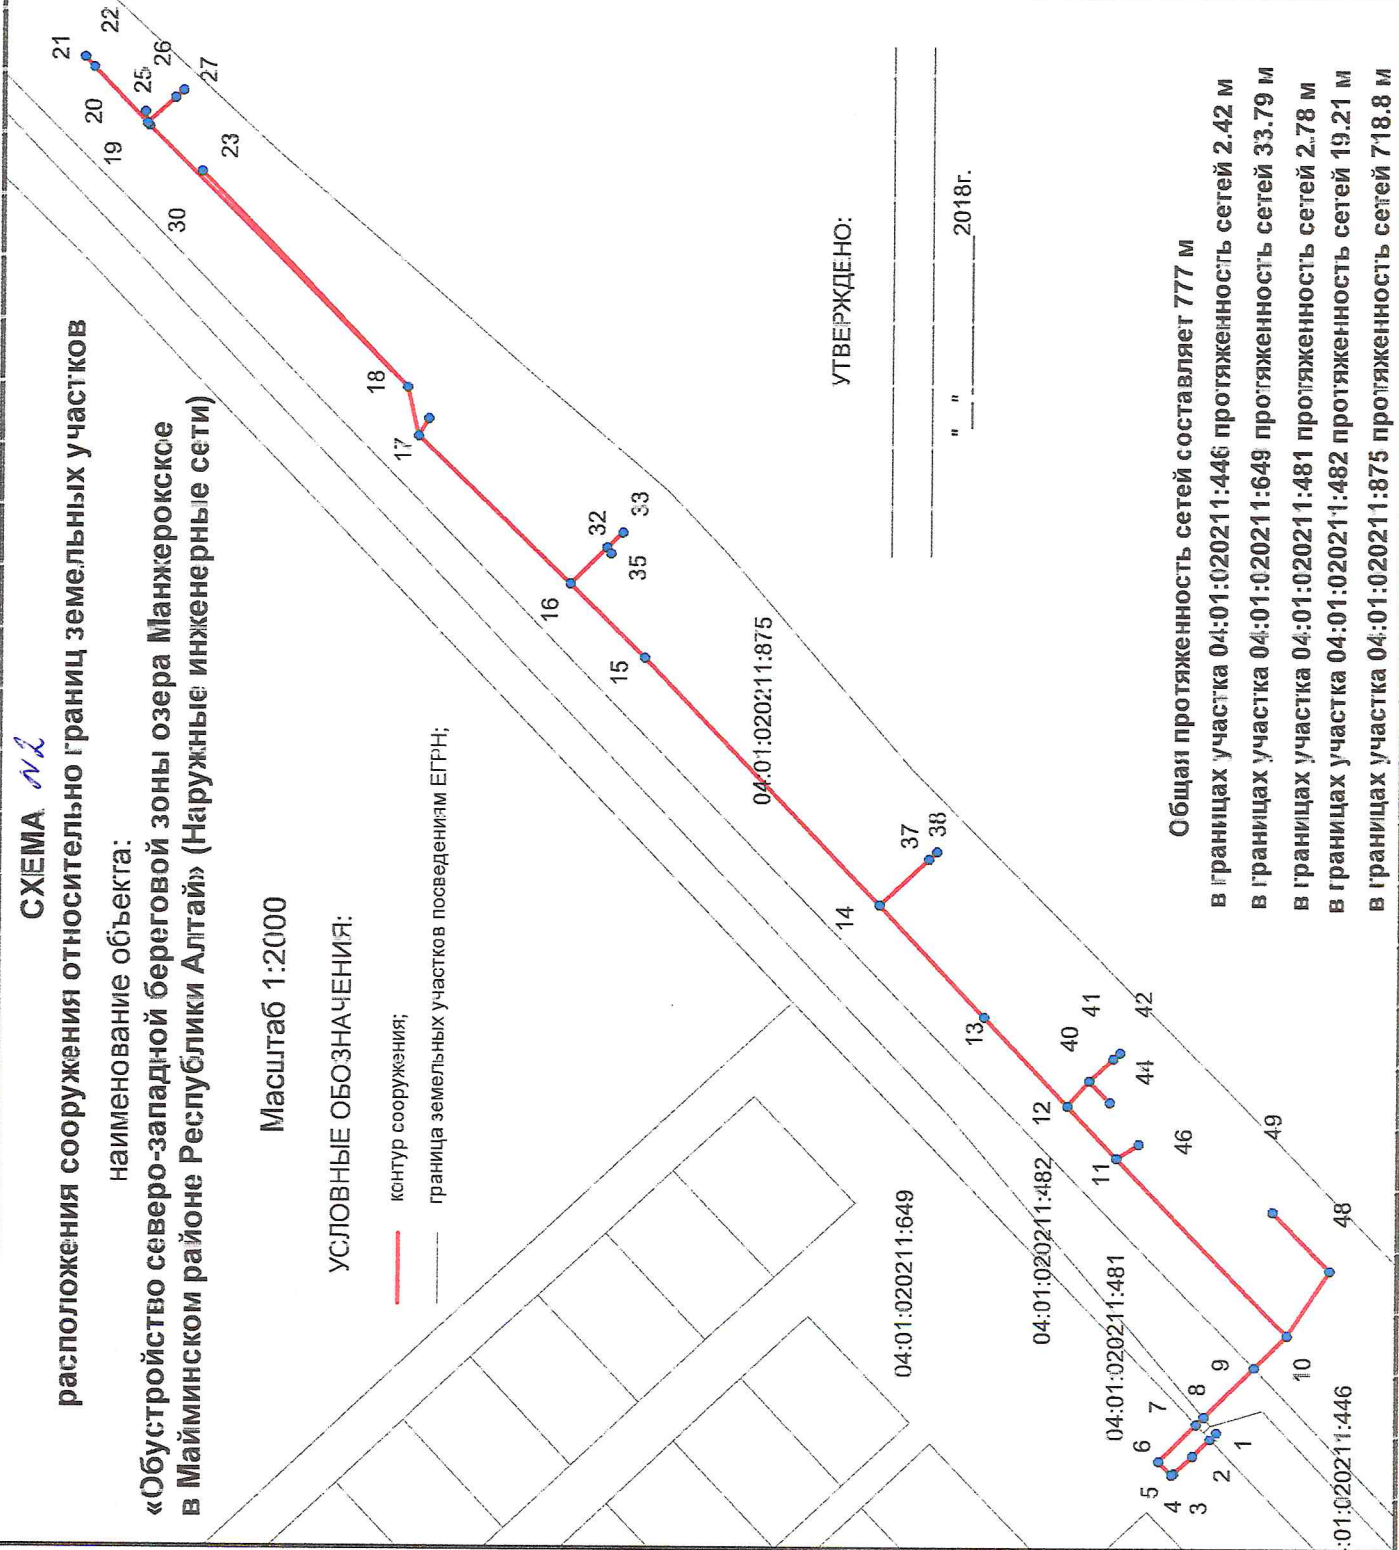 СХЕМА №2
расположения сооружения относительно границ земельных участков
наименование объекта:
«Обустройство северо-западной береговой зоны озера Манжерокское
в Майминском районе Республики Алтай» (Наружные инженерные сети)
Масштаб 1:2000
УСЛОВНЫЕ ОБОЗНАЧЕНИЯ:
контур сооружения;
граница земельных участков посведениям ЕГРН;
УТВЕРЖДЕНО:
" " 2018г.
21
22
20
19
25
26
27
23
30
18
17
16
32
33
35
15
04:01:020211:875
14
37
38
13
12
40
41
42
44
11
46
49
48
04:01:020211:649
04:01:020211:482
04:01:020211:481
9
10
8
7
6
5
4
3
2
1
:01:020211:446
Общая протяженность сетей составляет 777 м
в границах участка 04:01:020211:446 протяженность сетей 2.42 м
в границах участка 04:01:020211:649 протяженность сетей 33.79 м
в границах участка 04:01:020211:481 протяженность сетей 2.78 м
в границах участка 04:01:020211:482 протяженность сетей 19.21 м
в границах участка 04:01:020211:875 протяженность сетей 718.8 м